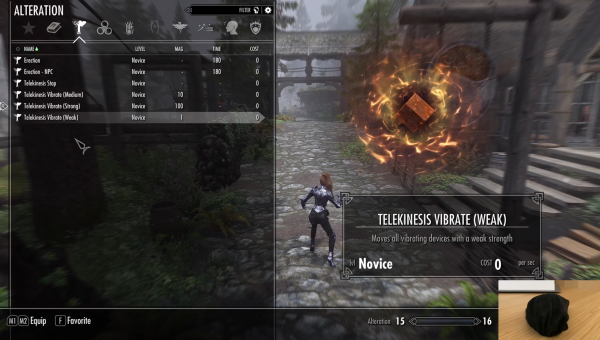 ALTERATION
FILTER
NAME LEVEL MAG TIME COST
Erection Novice - 180 0
Erection - NPC Novice - 180 0
Telekinesis Stop Novice - - 0
Telekinesis Vibrate (Medium) Novice 10 - 0
Telekinesis Vibrate (Strong) Novice 100 - 0
Telekinesis Vibrate (Weak) Novice 1 - 0
TELEKINESIS VIBRATE (WEAK)
Moves all vibrating devices with a weak strength
Novice COST 0 per sec
M1 M2 Equip F Favorite
Alteration 15 16